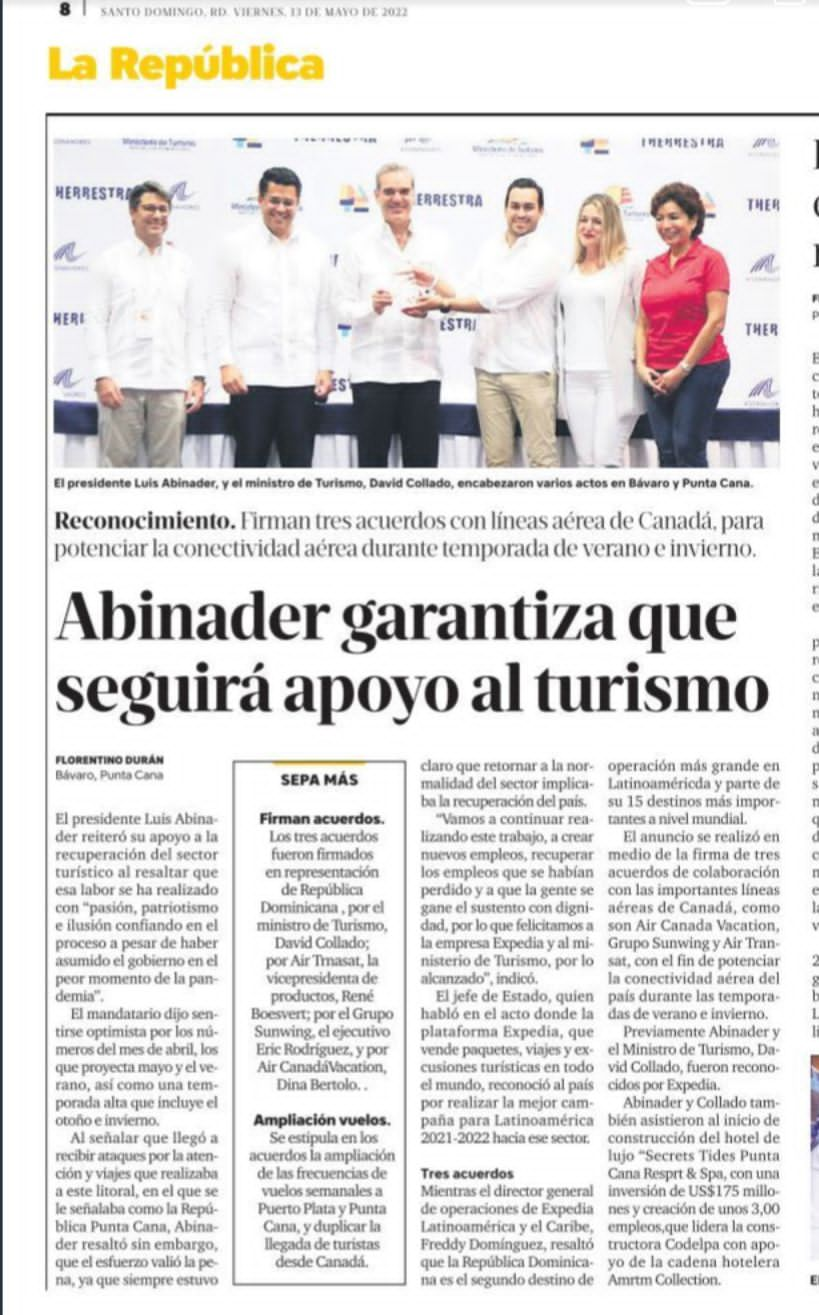 8 | SANTO DOMINGO, RD. VIERNES, 13 DE MAYO DE 2022
La República
Ministerio de Turismo
THERRESTRA
HERRESTRA
ERRESTRA
THER
HERE
ESTR
THER
El presidente Luis Abinader, y el ministro de Turismo, David Collado, encabezaron varios actos en Bávaro y Punta Cana.
Reconocimiento. Firman tres acuerdos con líneas aérea de Canadá, para
potenciar la conectividad aérea durante temporada de verano e invierno.
Abinader garantiza que
seguirá apoyo al turismo
FLORENTINO DURÁN
Bávaro, Punta Cana
El presidente Luis Abina-
der reiteró su apoyo a la
recuperación del sector
turístico al resaltar que
esa labor se ha realizado
con “pasión, patriotismo
e ilusión confiando en el
proceso a pesar de haber
asumido el gobierno en el
peor momento de la pan-
demia”.
El mandatario dijo sen-
tirse optimista por los nú-
meros del mes de abril, los
que proyecta mayo y el ve-
rano, así como una tem-
porada alta que incluye el
otoño e invierno.
Al señalar que llegó a
recibir ataques por la aten-
ción y viajes que realizaba
a este litoral, en el que se
le señalaba como la Repú-
blica Punta Cana, Abina-
der resaltó sin embargo,
que el esfuerzo valió la pe-
na, ya que siempre estuvo
SEPA MÁS
Firman acuerdos.
Los tres acuerdos
fueron firmados
en representación
de República
Dominicana , por el
ministro de Turismo,
David Collado;
por Air Trnasat, la
vicepresidenta de
productos, René
Boesvert; por el Grupo
Sunwing, el ejecutivo
Eric Rodríguez, y por
Air CanadáVacation,
Dina Bertolo. .
Ampliación vuelos.
Se estipula en los
acuerdos la ampliación
de las frecuencias de
vuelos semanales a
Puerto Plata y Punta
Cana, y duplicar la
llegada de turistas
desde Canadá.
claro que retornar a la nor-
malidad del sector implica-
ba la recuperación del país.
“Vamos a continuar rea-
lizando este trabajo, a crear
nuevos empleos, recuperar
los empleos que se habían
perdido y a que la gente se
gane el sustento con digni-
dad, por lo que felicitamos a
la empresa Expedia y al mi-
nisterio de Turismo, por lo
alcanzado”, indicó.
El jefe de Estado, quien
habló en el acto donde la
plataforma Expedia, que
vende paquetes, viajes y ex-
cusiones turísticas en todo
el mundo, reconoció al país
por realizar la mejor cam-
paña para Latinoamérica
2021-2022 hacia ese sector.
Tres acuerdos
Mientras el director general
de operaciones de Expedia
Latinoamérica y el Caribe,
Freddy Domínguez, resaltó
que la República Dominica-
na es el segundo destino de
operación más grande en
Latinoaméricda y parte de
su 15 destinos más impor-
tantes a nivel mundial.
El anuncio se realizó en
medio de la firma de tres
acuerdos de colaboración
con las importantes líneas
aéreas de Canadá, como
son Air Canada Vacation,
Grupo Sunwing y Air Tran-
sat, con el fin de potenciar
la conectividad aérea del
país durante las tempora-
das de verano e invierno.
Previamente Abinader y
el Ministro de Turismo, Da-
vid Collado, fueron recono-
cidos por Expedia.
Abinader y Collado tam-
bién asistieron al inicio de
construcción del hotel de
lujo “Secrets Tides Punta
Cana Resprt & Spa, con una
inversión de US$175 millo-
nes y creación de unos 3,00
empleos,que lidera la cons-
tructora Codelpa con apo-
yo de la cadena hotelera
Amrtm Collection.